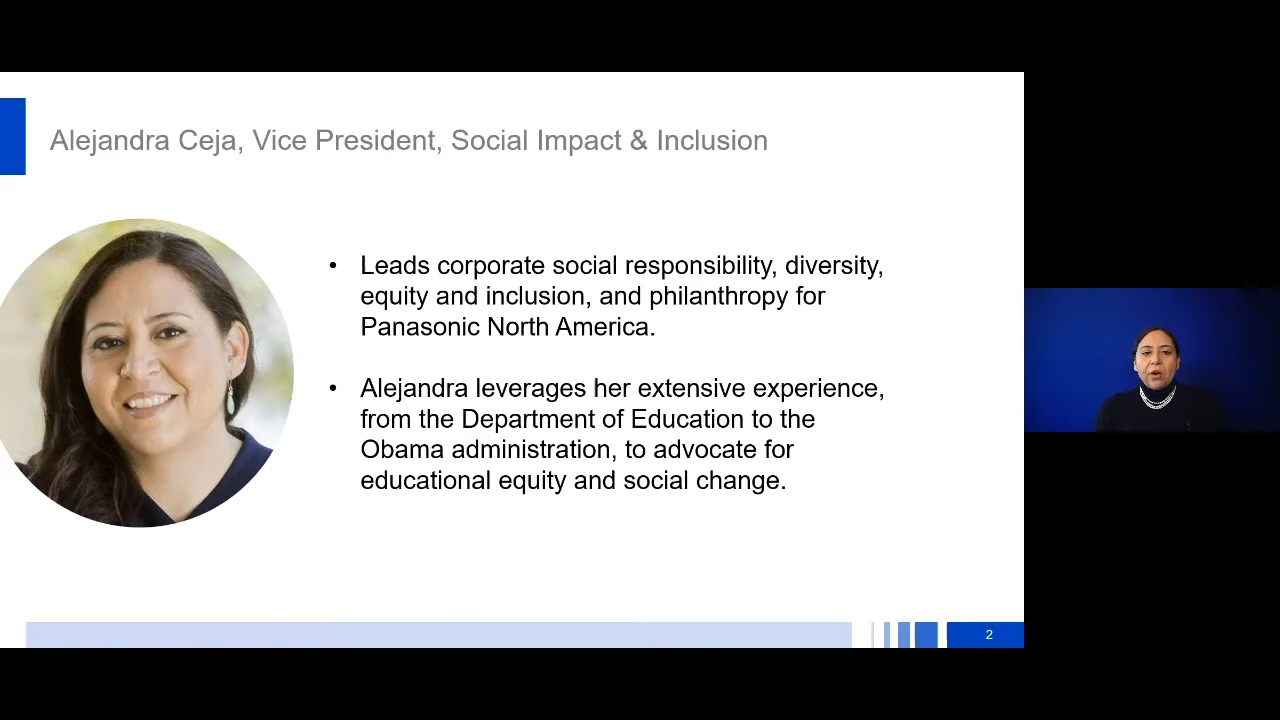 Alejandra Ceja, Vice President, Social Impact & Inclusion
• Leads corporate social responsibility, diversity,
equity and inclusion, and philanthropy for
Panasonic North America.
• Alejandra leverages her extensive experience,
from the Department of Education to the
Obama administration, to advocate for
educational equity and social change.
2